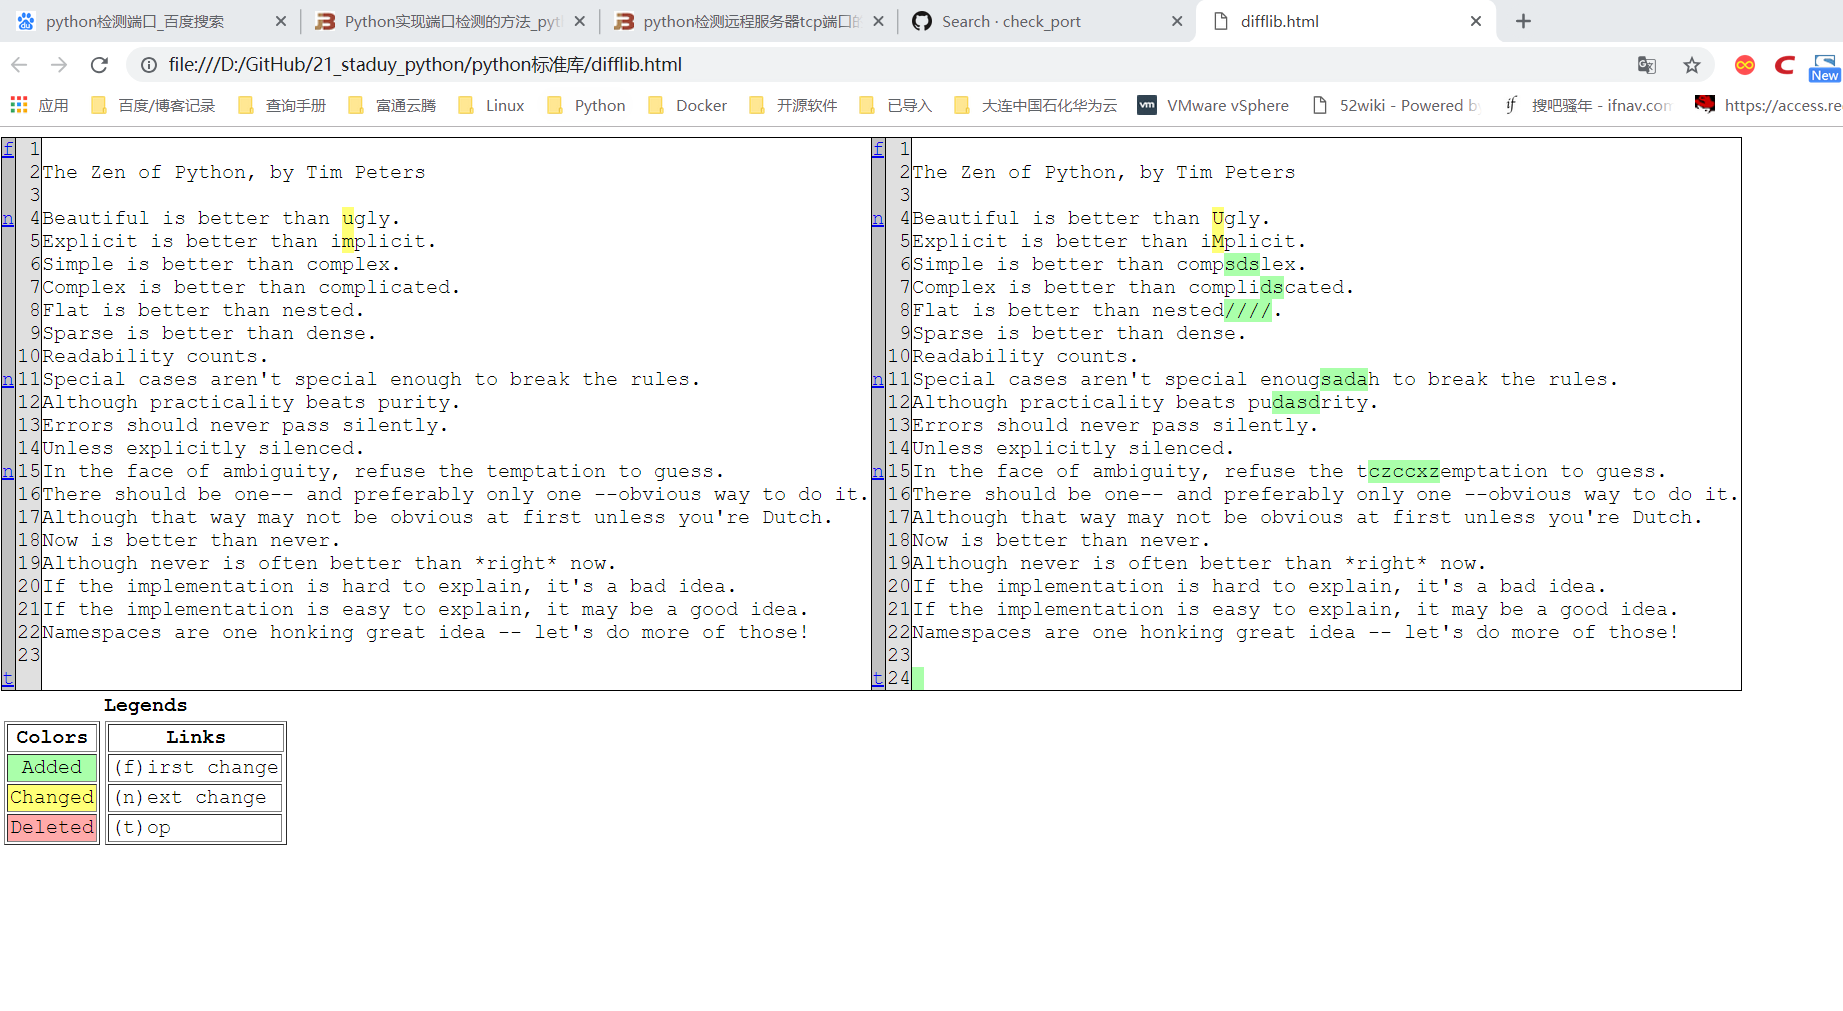 python检测端口_百度搜索
Python实现端口检测的方法_pyt
python检测远程服务器tcp端口的
Search · check_port
difflib.html
file:///D:/GitHub/21_staduy_python/python标准库/difflib.html
New
应用 百度/博客记录 查询手册 富通云腾 Linux Python Docker 开源软件 已导入 大连中国石化华为云 vm VMware vSphere 52wiki - Powered by if 搜吧骚年 - ifnav.com https://access.re
f 1 f 1
2 The Zen of Python, by Tim Peters 2 The Zen of Python, by Tim Peters
3 3
n 4 Beautiful is better than ugly. n 4 Beautiful is better than Ugly.
5 Explicit is better than implicit. 5 Explicit is better than iMplicit.
6 Simple is better than complex. 6 Simple is better than compsdslex.
7 Complex is better than complicated. 7 Complex is better than complidscated.
8 Flat is better than nested. 8 Flat is better than nested////.
9 Sparse is better than dense. 9 Sparse is better than dense.
10 Readability counts. 10 Readability counts.
n 11 Special cases aren't special enough to break the rules. n 11 Special cases aren't special enougsadah to break the rules.
12 Although practicality beats purity. 12 Although practicality beats pudasdrity.
13 Errors should never pass silently. 13 Errors should never pass silently.
14 Unless explicitly silenced. 14 Unless explicitly silenced.
n 15 In the face of ambiguity, refuse the temptation to guess. n 15 In the face of ambiguity, refuse the tczccxzemptation to guess.
16 There should be one-- and preferably only one --obvious way to do it. 16 There should be one-- and preferably only one --obvious way to do it.
17 Although that way may not be obvious at first unless you're Dutch. 17 Although that way may not be obvious at first unless you're Dutch.
18 Now is better than never. 18 Now is better than never.
19 Although never is often better than *right* now. 19 Although never is often better than *right* now.
20 If the implementation is hard to explain, it's a bad idea. 20 If the implementation is hard to explain, it's a bad idea.
21 If the implementation is easy to explain, it may be a good idea. 21 If the implementation is easy to explain, it may be a good idea.
22 Namespaces are one honking great idea -- let's do more of those! 22 Namespaces are one honking great idea -- let's do more of those!
23 23
t t 24
Legends
Colors Links
Added (f)irst change
Changed (n)ext change
Deleted (t)op